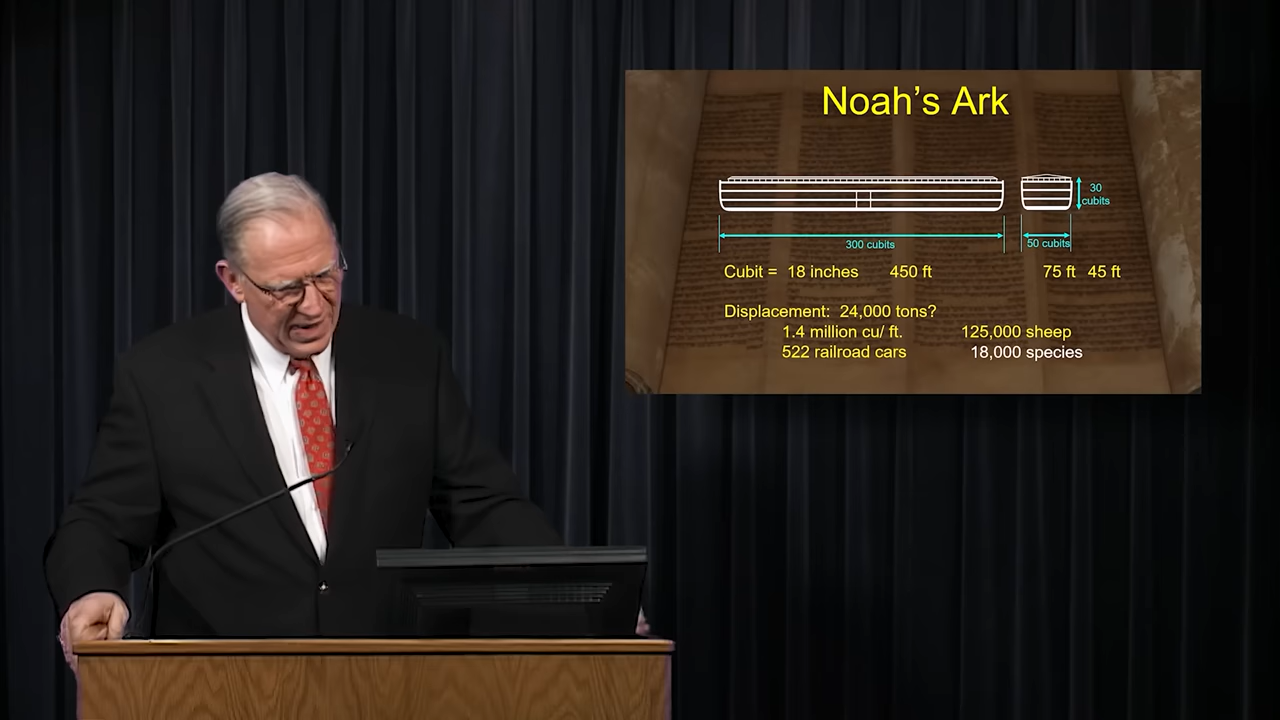 Noah's Ark
30
cubits
300 cubits
50 cubits
Cubit = 18 inches 450 ft 75 ft 45 ft
Displacement: 24,000 tons?
1.4 million cu/ ft. 125,000 sheep
522 railroad cars 18,000 species